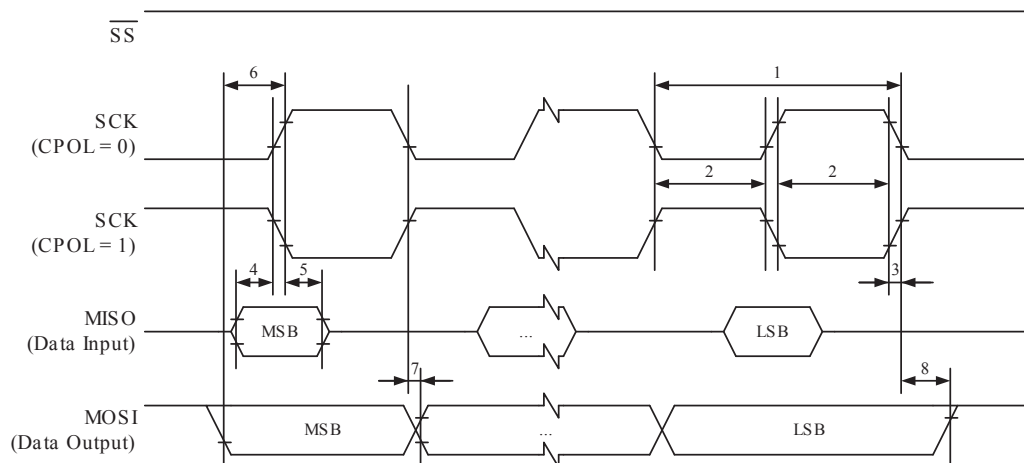 SS
6
1
SCK
(CPOL = 0)
2
2
SCK
(CPOL = 1)
4
5
3
MISO
(Data Input)
MSB
...
LSB
7
8
MOSI
(Data Output)
MSB
...
LSB